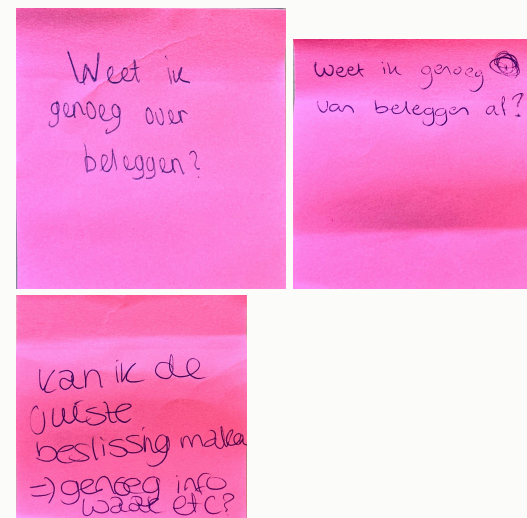 Weet ik
genoeg over
beleggen?
weet ik genoeg
van beleggen al?
kan ik de
juiste
beslissing maken
=> genoeg info
waar etc?